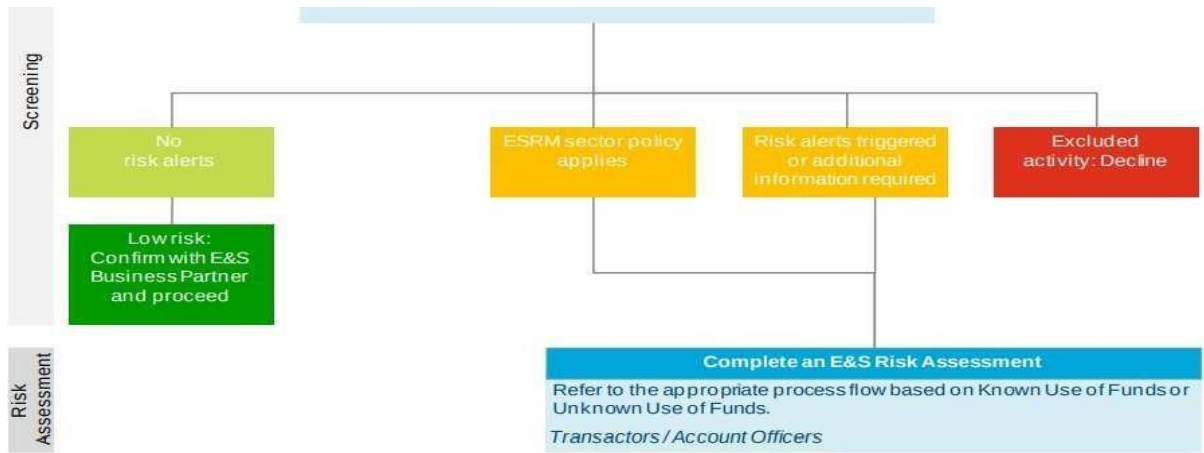 Screening
No
risk alerts
ESRM sector policy
applies
Risk alerts triggered
or additional
information required
Excluded
activity: Decline
Low risk:
Confirm with E&S
Business Partner
and proceed
Risk
Assessment
Complete an E&S Risk Assessment
Refer to the appropriate process flow based on Known Use of Funds or
Unknown Use of Funds.
Transactors / Account Officers